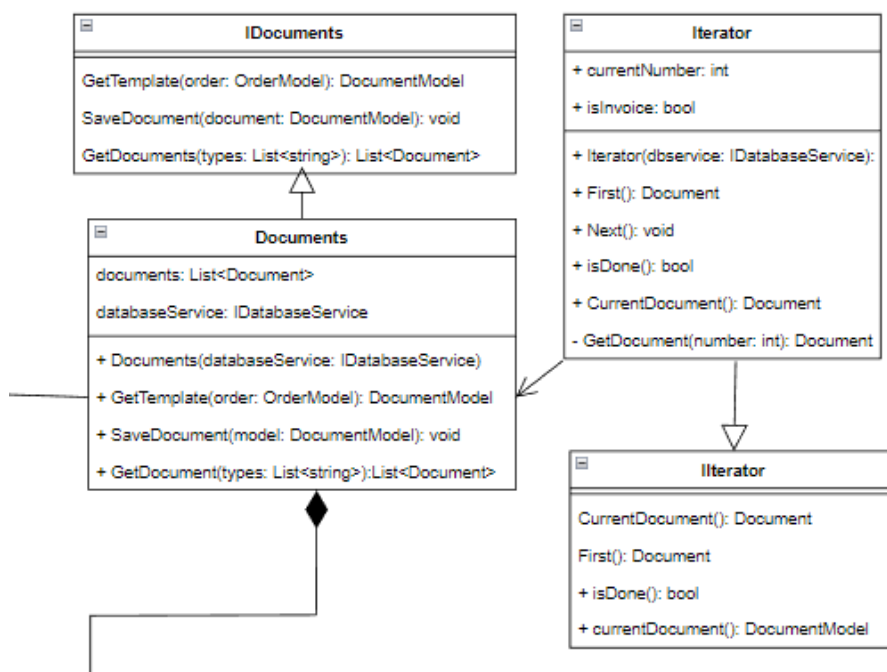 IDocuments
GetTemplate(order: OrderModel): DocumentModel
SaveDocument(document: DocumentModel): void
GetDocuments(types: List<string>): List<Document>
Documents
documents: List<Document>
databaseService: IDatabaseService
+ Documents(databaseService: IDatabaseService)
+ GetTemplate(order: OrderModel): DocumentModel
+ SaveDocument(model: DocumentModel): void
+ GetDocument(types: List<string>):List<Document>
Iterator
+ currentNumber: int
+ isInvoice: bool
+ Iterator(dbservice: IDatabaseService):
+ First(): Document
+ Next(): void
+ isDone(): bool
+ CurrentDocument(): Document
- GetDocument(number: int): Document
IIterator
CurrentDocument(): Document
First(): Document
+ isDone(): bool
+ currentDocument(): DocumentModel